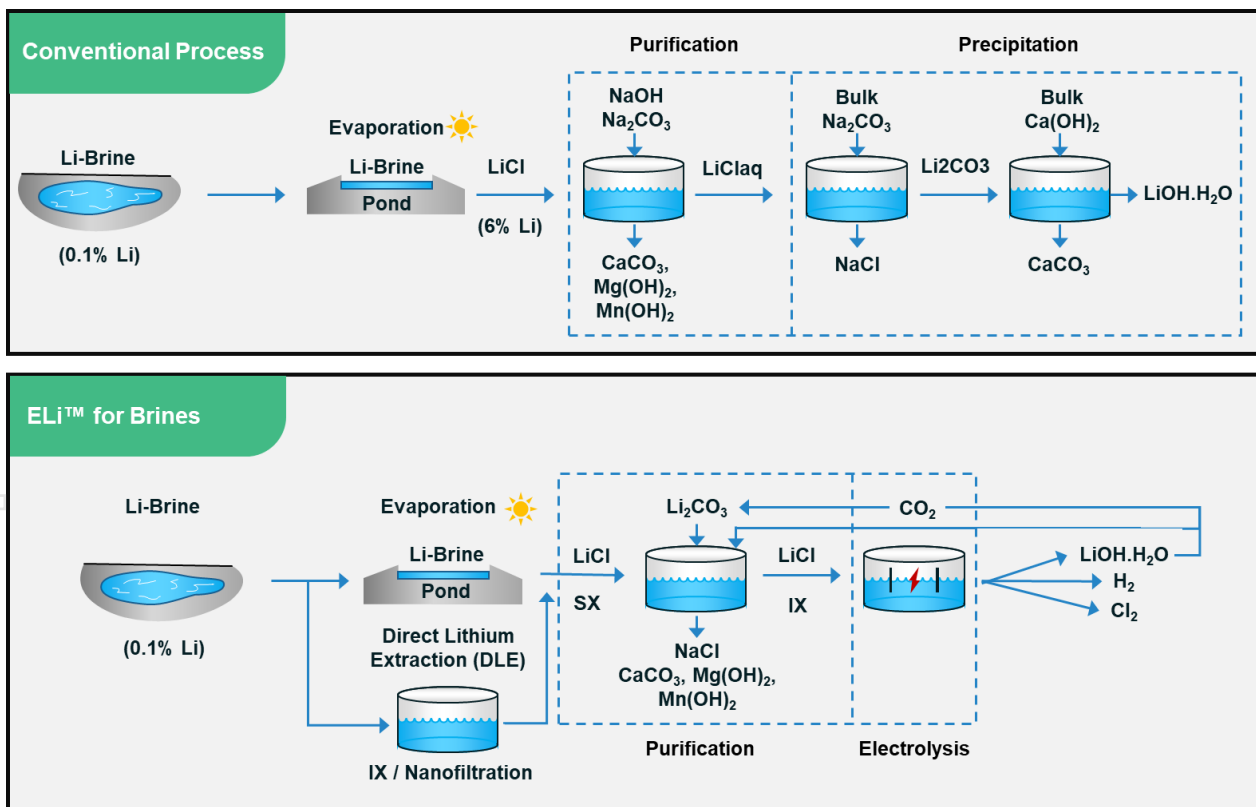 Conventional Process
Purification
Precipitation
Li-Brine
(0.1% Li)
Evaporation
Li-Brine
Pond
LiCl
(6% Li)
NaOH
Na₂CO₃
CaCO₃,
Mg(OH)₂,
Mn(OH)₂
LiClaq
Bulk
Na₂CO₃
NaCl
Li2CO3
Bulk
Ca(OH)₂
CaCO₃
LiOH.H₂O
ELi™ for Brines
Li-Brine
(0.1% Li)
Evaporation
Li-Brine
Pond
Direct Lithium
Extraction (DLE)
IX / Nanofiltration
LiCl
SX
Li₂CO₃
NaCl
CaCO₃, Mg(OH)₂,
Mn(OH)₂
Purification
LiCl
IX
CO₂
Electrolysis
LiOH.H₂O
H₂
Cl₂